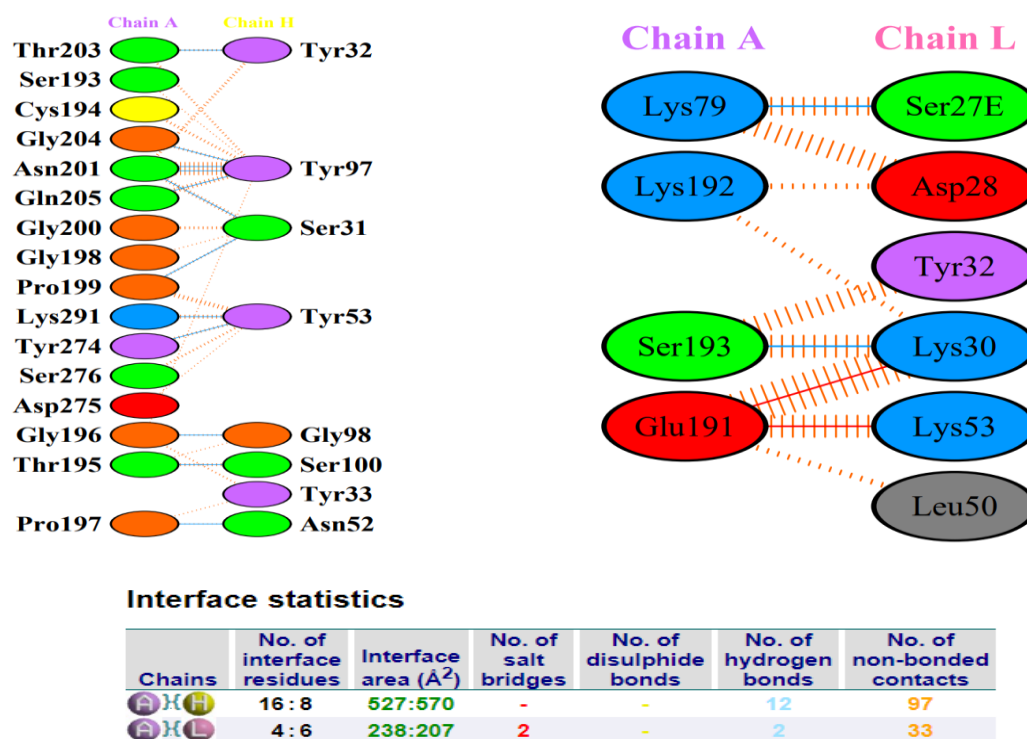 Chain A Chain H
Thr203 Tyr32
Ser193
Cys194
Gly204
Asn201 Tyr97
Gln205
Gly200 Ser31
Gly198
Pro199
Lys291 Tyr53
Tyr274
Ser276
Asp275
Gly196 Gly98
Thr195 Ser100
Tyr33
Pro197 Asn52
Chain A Chain L
Lys79 Ser27E
Lys192 Asp28
Tyr32
Ser193 Lys30
Glu191 Lys53
Leu50
Interface statistics
Chains No. of interface residues Interface area (Å2) No. of salt bridges No. of disulphide bonds No. of hydrogen bonds No. of non-bonded contacts
A H 16:8 527:570 - - 12 97
A L 4:6 238:207 2 - 2 33